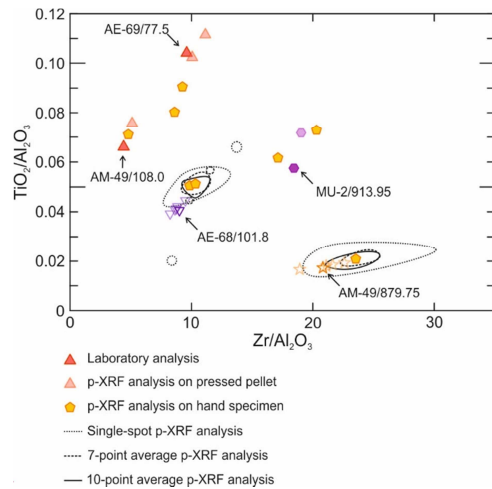 0.12
0.10
0.08
0.06
0.04
0.02
0
TiO₂/Al₂O₃
AE-69/77.5
AM-49/108.0
MU-2/913.95
AE-68/101.8
AM-49/879.75
0 10 20 30
Zr/Al₂O₃
Laboratory analysis
p-XRF analysis on pressed pellet
p-XRF analysis on hand specimen
Single-spot p-XRF analysis
7-point average p-XRF analysis
10-point average p-XRF analysis